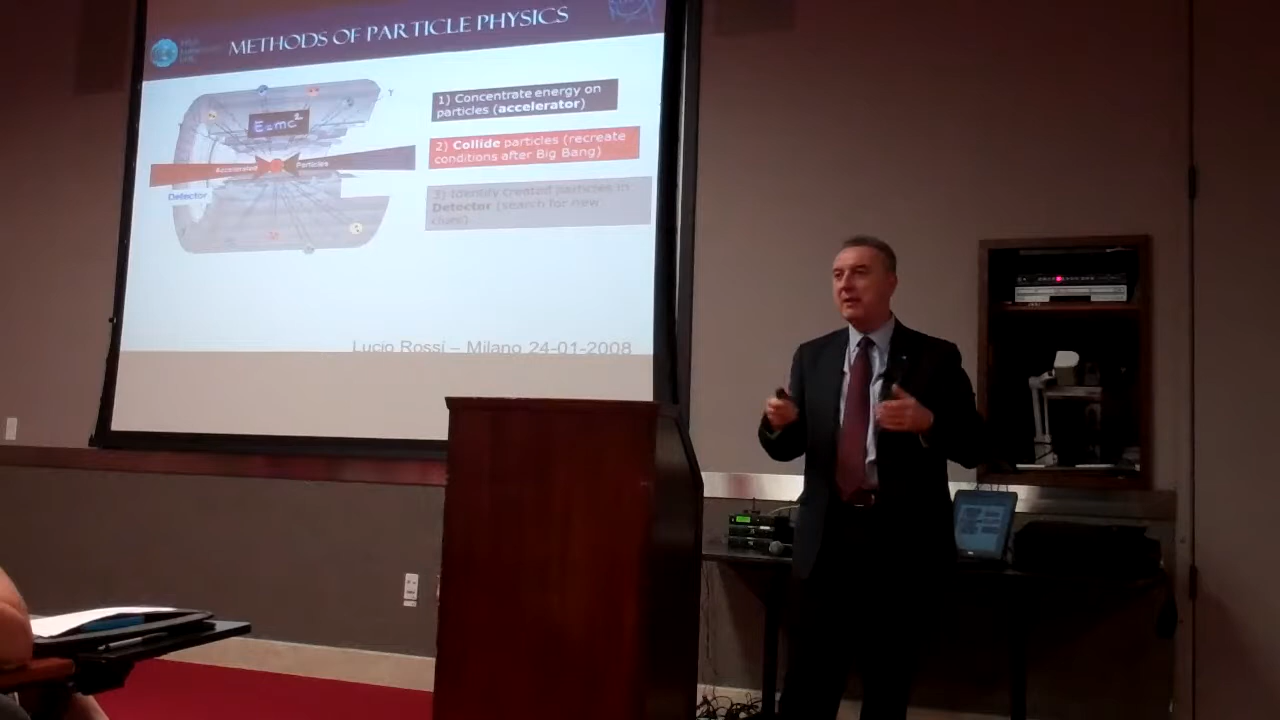 METHODS OF PARTICLE PHYSICS
E=mc²
Accelerated Particles
Detector
1) Concentrate energy on
particles (accelerator)
2) Collide particles (recreate
conditions after Big Bang)
3) Identify created particles in
Detector (search for new
clues)
Lucio Rossi – Milano 24-01-2008